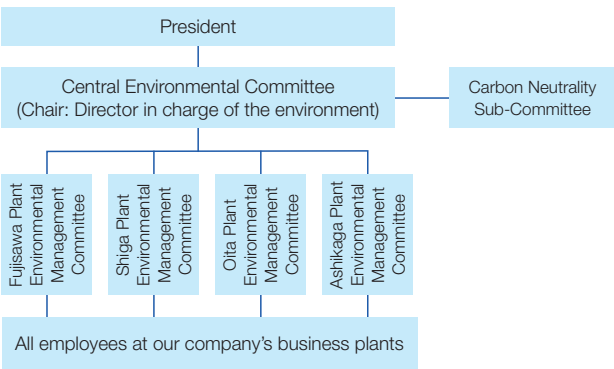 President
Central Environmental Committee
(Chair: Director in charge of the environment)
Carbon Neutrality
Sub-Committee
Fujisawa Plant
Environmental
Management
Committee
Shiga Plant
Environmental
Management
Committee
Oita Plant
Environmental
Management
Committee
Ashikaga Plant
Environmental
Management
Committee
All employees at our company’s business plants